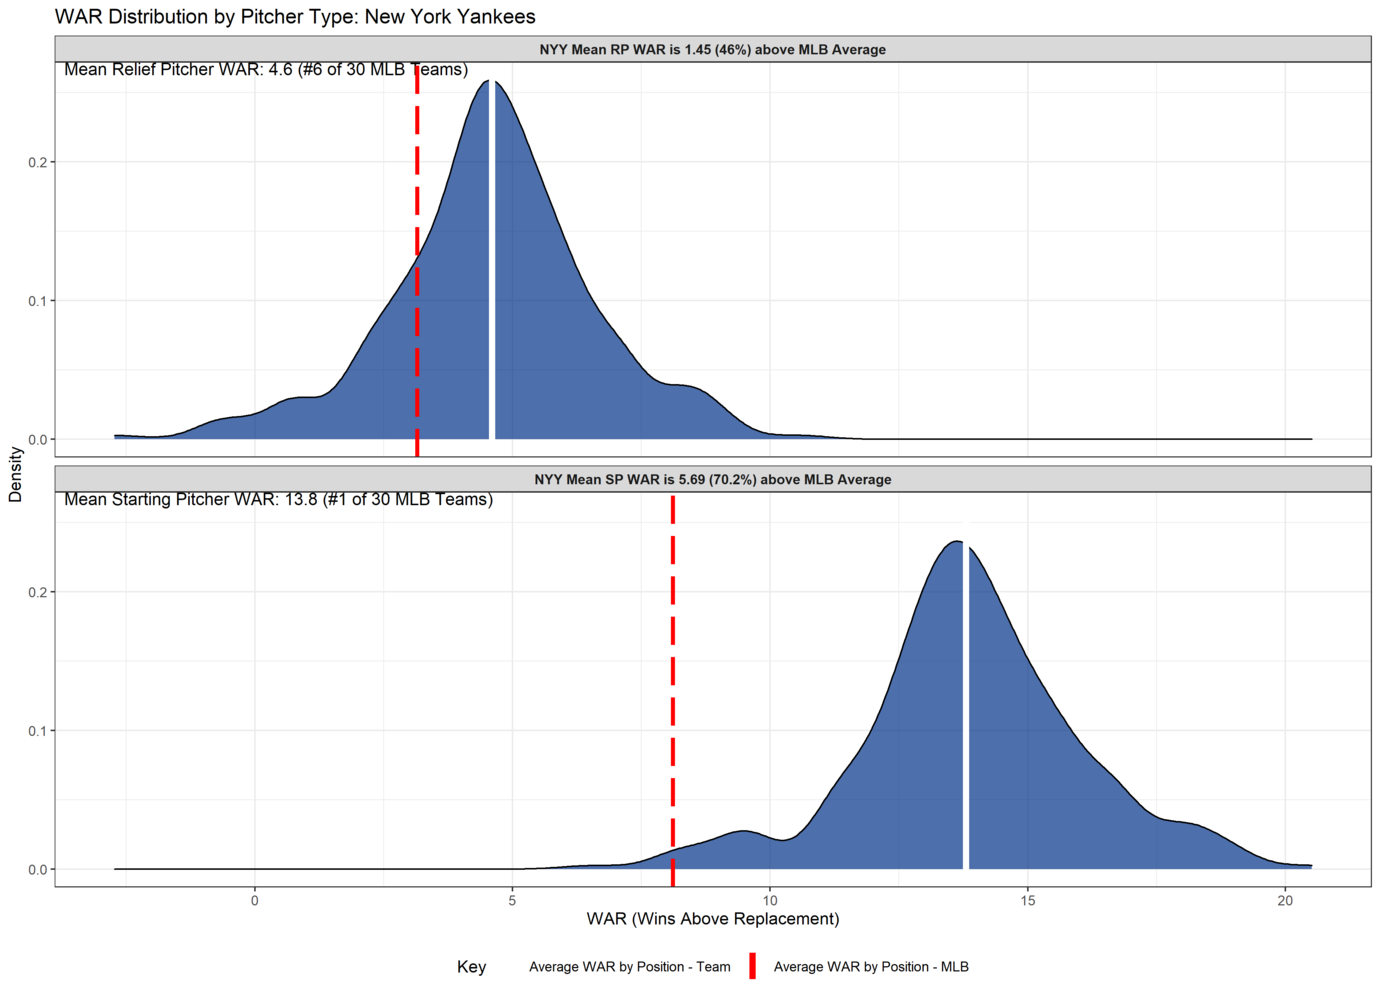 WAR Distribution by Pitcher Type: New York Yankees
NYY Mean RP WAR is 1.45 (46%) above MLB Average
Mean Relief Pitcher WAR: 4.6 (#6 of 30 MLB Teams)
0.2
0.1
0.0
Density
NYY Mean SP WAR is 5.69 (70.2%) above MLB Average
Mean Starting Pitcher WAR: 13.8 (#1 of 30 MLB Teams)
0.2
0.1
0.0
0 5 10 15 20
WAR (Wins Above Replacement)
Key Average WAR by Position - Team Average WAR by Position - MLB